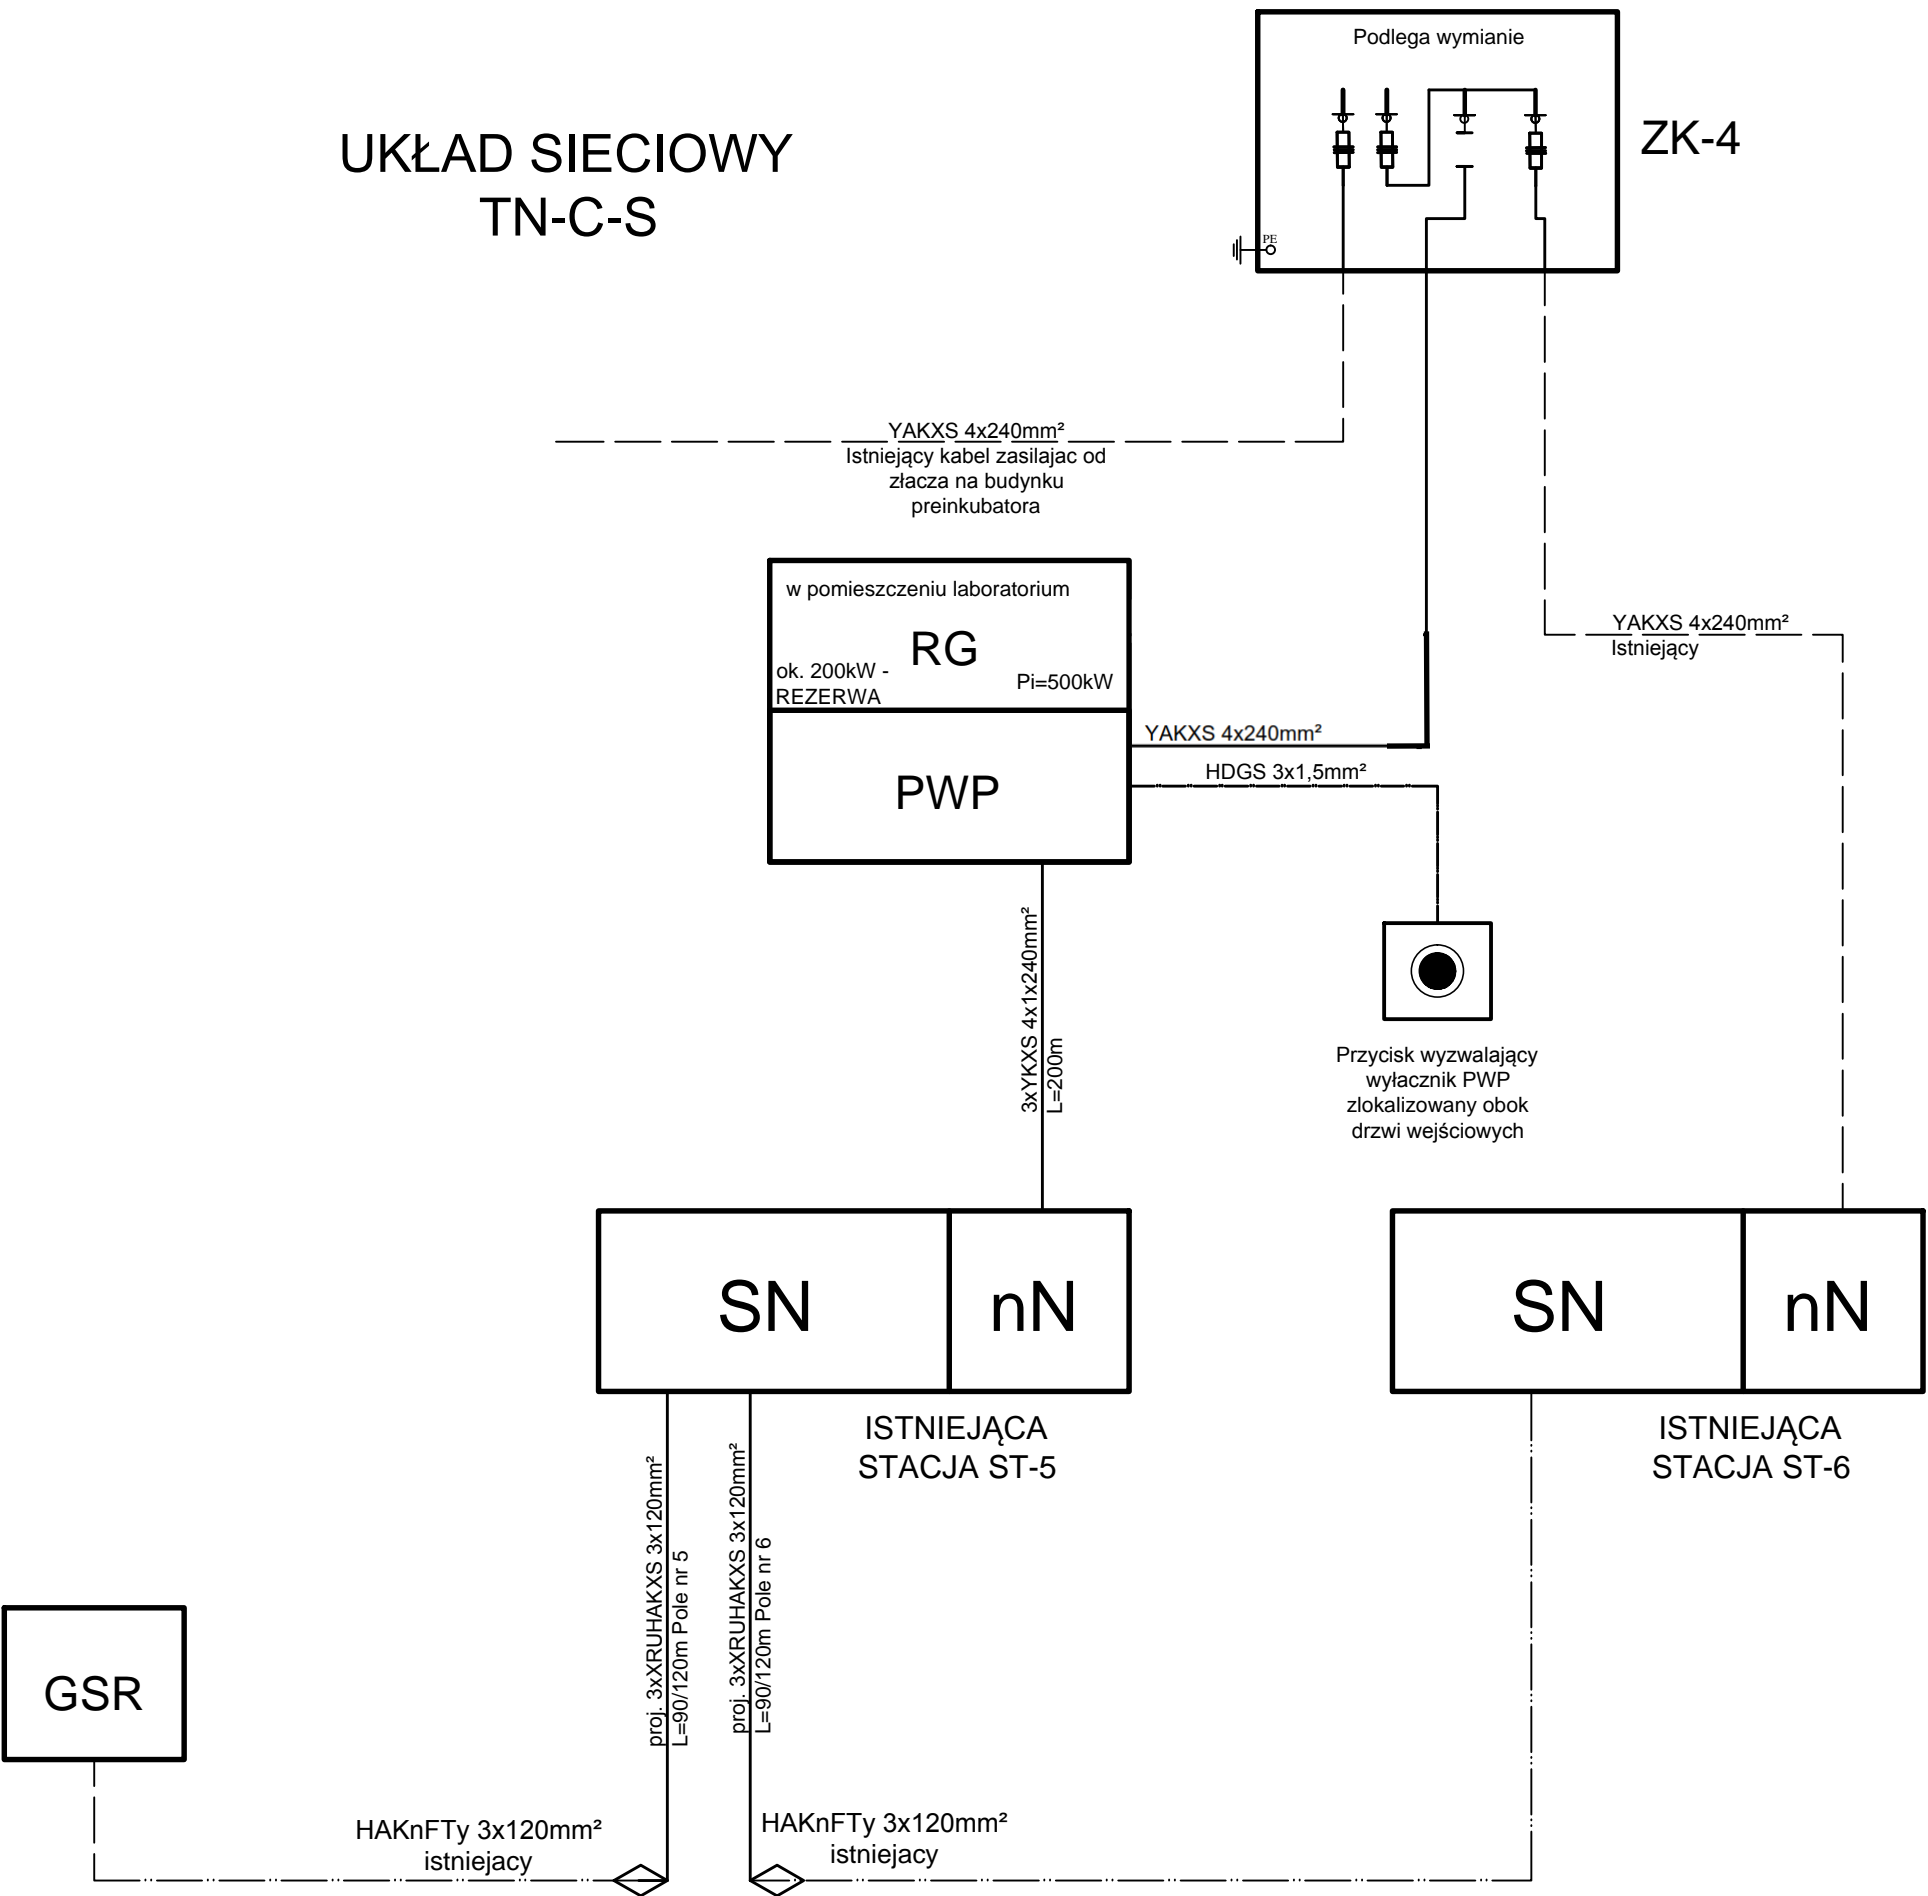 Podlega wymianie
ZK-4
UKŁAD SIECIOWY
TN-C-S
PE
YAKXS 4x240mm²
Istniejący kabel zasilajac od
złacza na budynku
preinkubatora
w pomieszczeniu laboratorium
RG
ok. 200kW -
REZERWA
Pi=500kW
YAKXS 4x240mm²
Istniejący
PWP
YAKXS 4x240mm²
HDGS 3x1,5mm²
3xYKXS 4x1x240mm²
L=200m
Przycisk wyzwalający
wyłacznik PWP
zlokalizowany obok
drzwi wejściowych
SN
nN
ISTNIEJĄCA
STACJA ST-5
SN
nN
ISTNIEJĄCA
STACJA ST-6
proj. 3xXRUHAKXS 3x120mm²
L=90/120m Pole nr 5
proj. 3xXRUHAKXS 3x120mm²
L=90/120m Pole nr 6
GSR
HAKnFTy 3x120mm²
istniejacy
HAKnFTy 3x120mm²
istniejacy